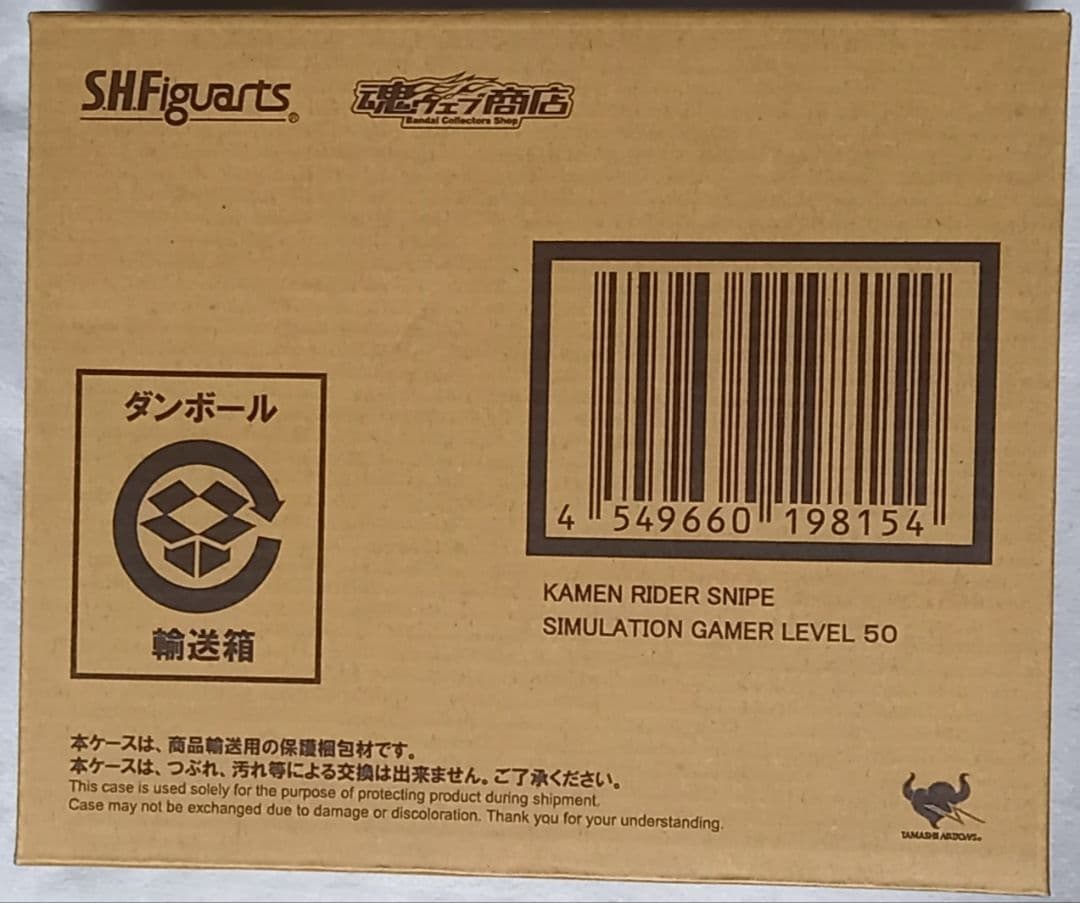 S.H.Figuarts®
魂ウェブ商店
Bandai Collectors Shop
4 549660 198154
KAMEN RIDER SNIPE
SIMULATION GAMER LEVEL 50
ダンボール
輸送箱
本ケースは、商品輸送用の保護梱包材です。
本ケースは、つぶれ、汚れ等による交換は出来ません。ご了承ください。
This case is used solely for the purpose of protecting product during shipment.
Case may not be exchanged due to damage or discoloration. Thank you for your understanding.
TAMASHII NATIONS